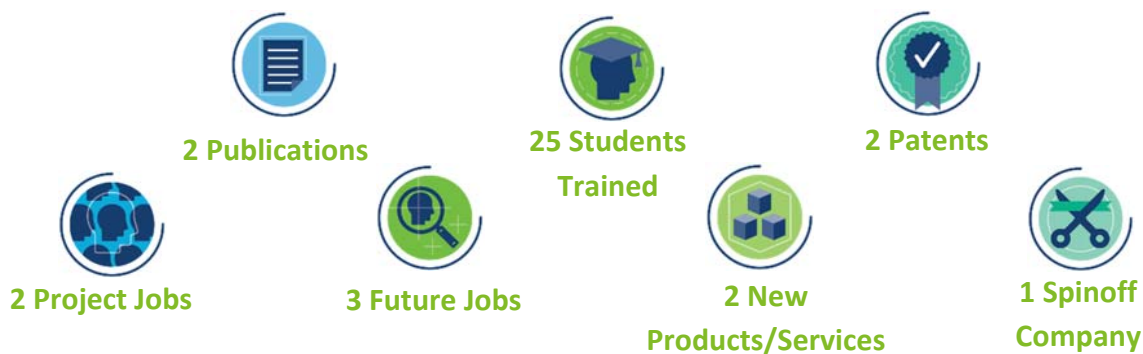 2 Publications
25 Students
Trained
2 Patents
2 Project Jobs
3 Future Jobs
2 New
Products/Services
1 Spinoff
Company